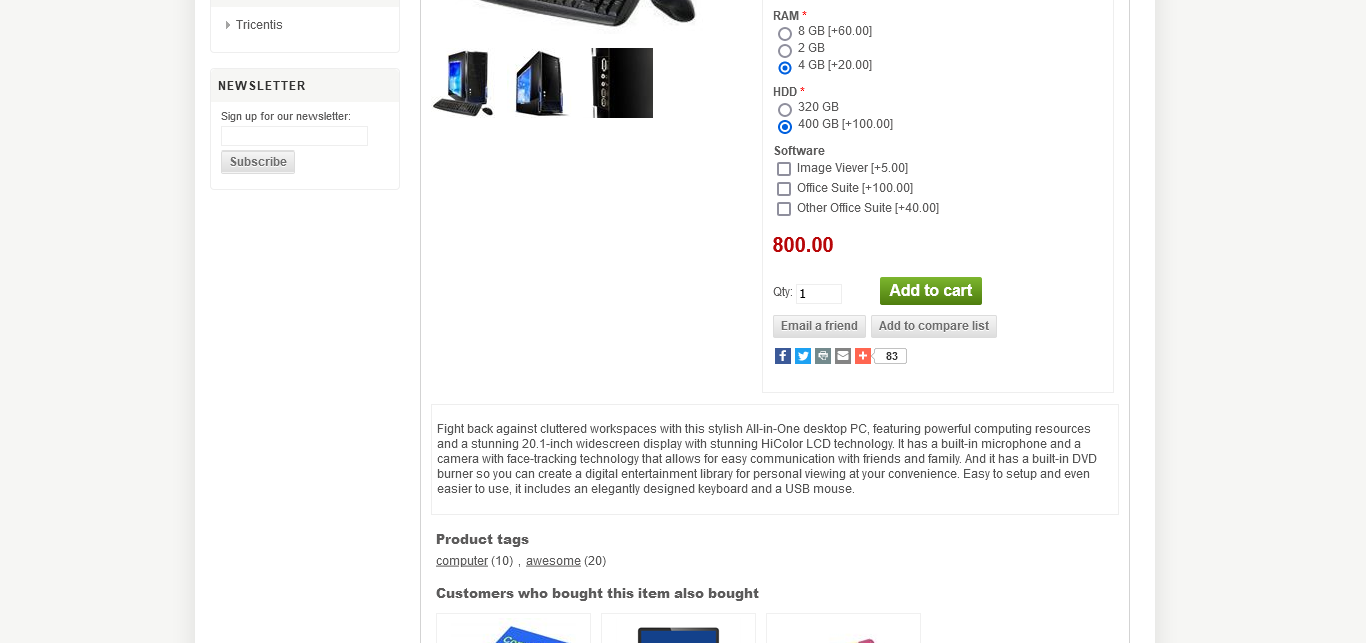 Tricentis
NEWSLETTER
Sign up for our newsletter:
Subscribe
RAM *
8 GB [+60.00]
2 GB
4 GB [+20.00]
HDD *
320 GB
400 GB [+100.00]
Software
Image Viever [+5.00]
Office Suite [+100.00]
Other Office Suite [+40.00]
800.00
Qty: 1
Add to cart
Email a friend
Add to compare list
83
Fight back against cluttered workspaces with this stylish All-in-One desktop PC, featuring powerful computing resources
and a stunning 20.1-inch widescreen display with stunning HiColor LCD technology. It has a built-in microphone and a
camera with face-tracking technology that allows for easy communication with friends and family. And it has a built-in DVD
burner so you can create a digital entertainment library for personal viewing at your convenience. Easy to setup and even
easier to use, it includes an elegantly designed keyboard and a USB mouse.
Product tags
computer (10) , awesome (20)
Customers who bought this item also bought